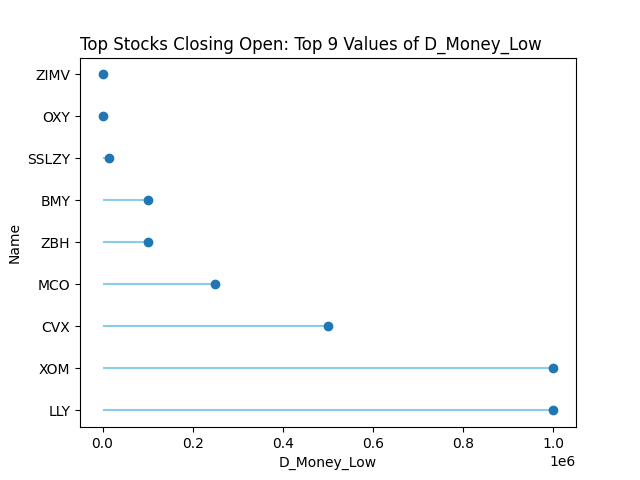 Top Stocks Closing Open: Top 9 Values of D_Money_Low
ZIMV
OXY
SSLZY
BMY
ZBH
MCO
CVX
XOM
LLY
Name
0.0 0.2 0.4 0.6 0.8 1.0
1e6
D_Money_Low